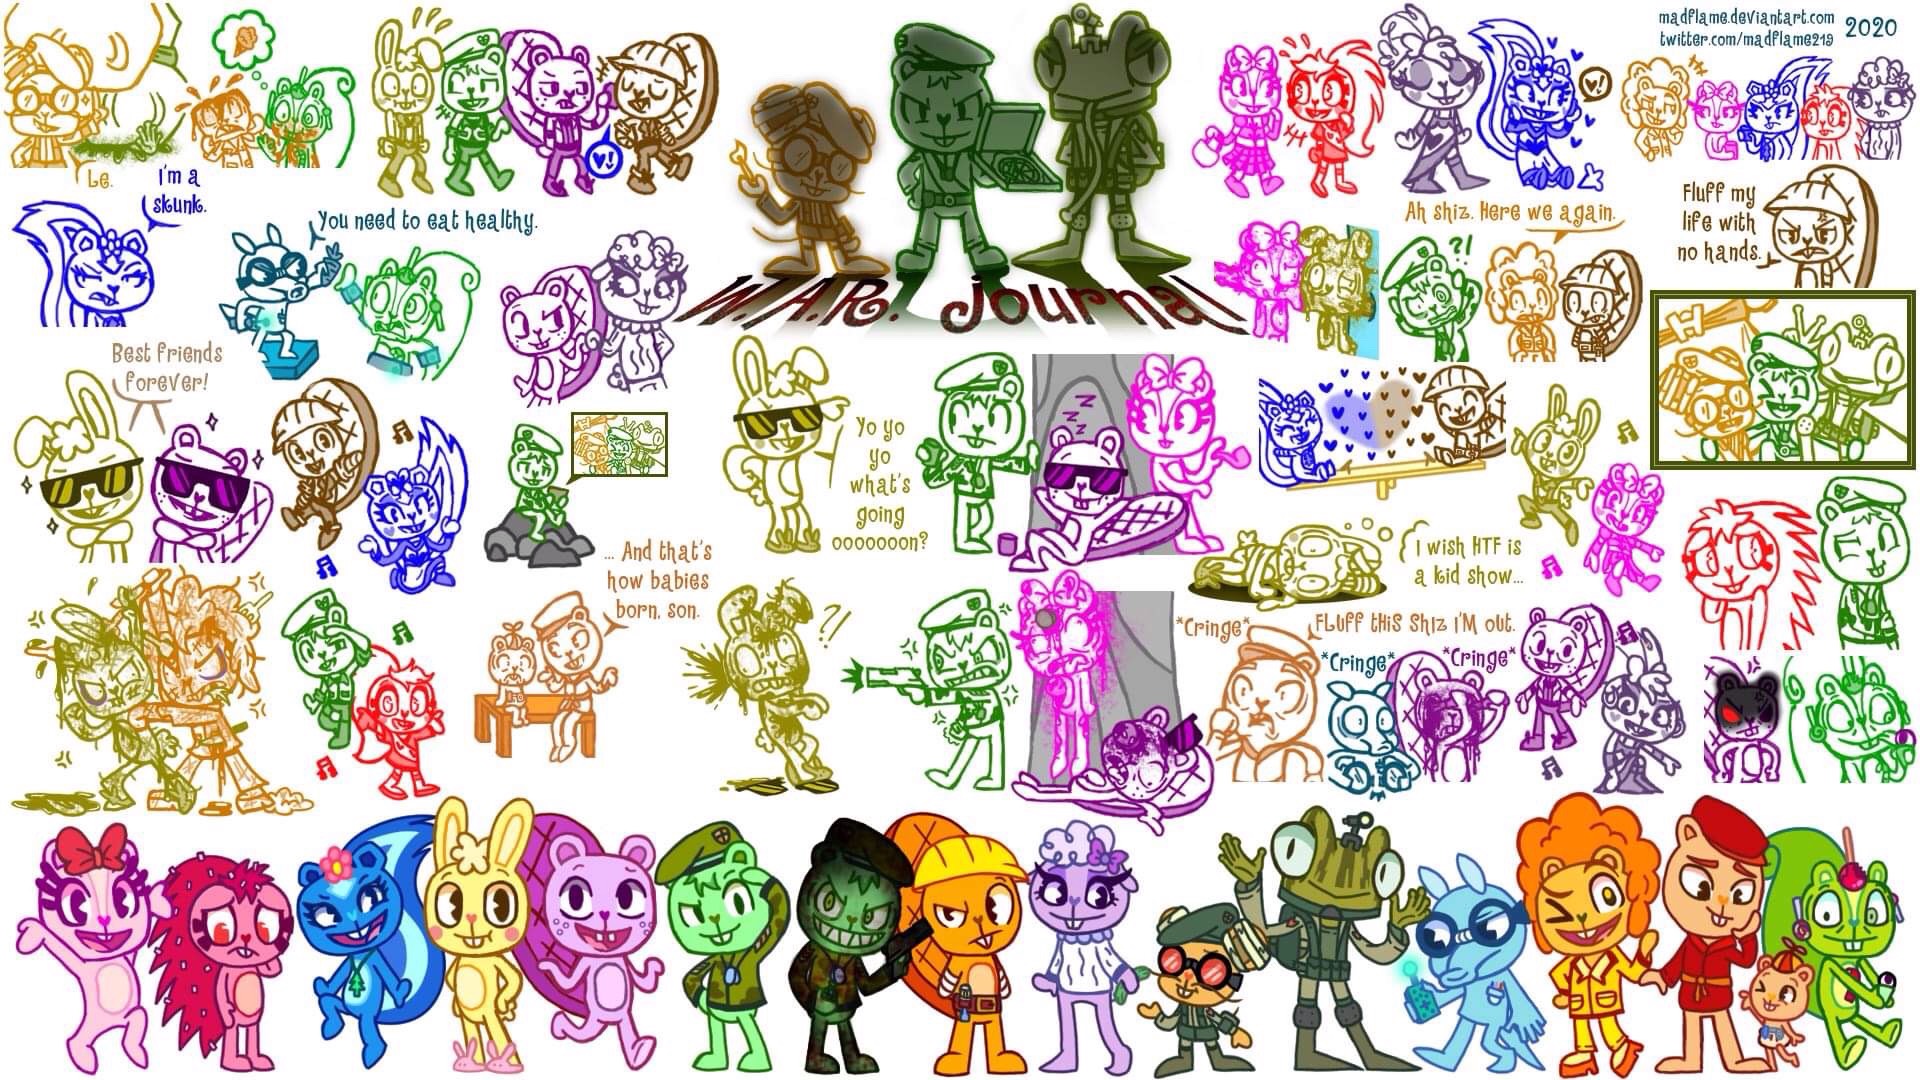 madflame.deviantart.com
twitter.com/madflame219
2020
Le.
I'm a
skunk.
You need to eat healthy.
W.A.R. Journal
Ah shiz. Here we again.
Fluff my
life with
no hands.
?!
Best friends
forever!
z z z
Yo yo
yo
what's
going
ooooooon?
I wish HTF is
a kid show...
... And that's
how babies
born, son.
?!
*Cringe*
FLuff tHiS SHiz I'M out.
*Cringe*
*Cringe*